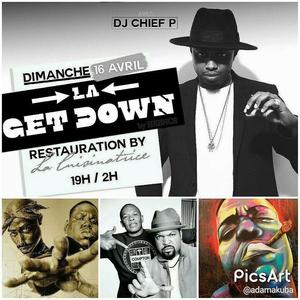 DJ CHIEF P
DIMANCHE 16 AVRIL
LA
GET DOWN
RESTAURATION BY
La Cuisinatrice
19H / 2H
COMPTON
PicsArt
@adamakuba